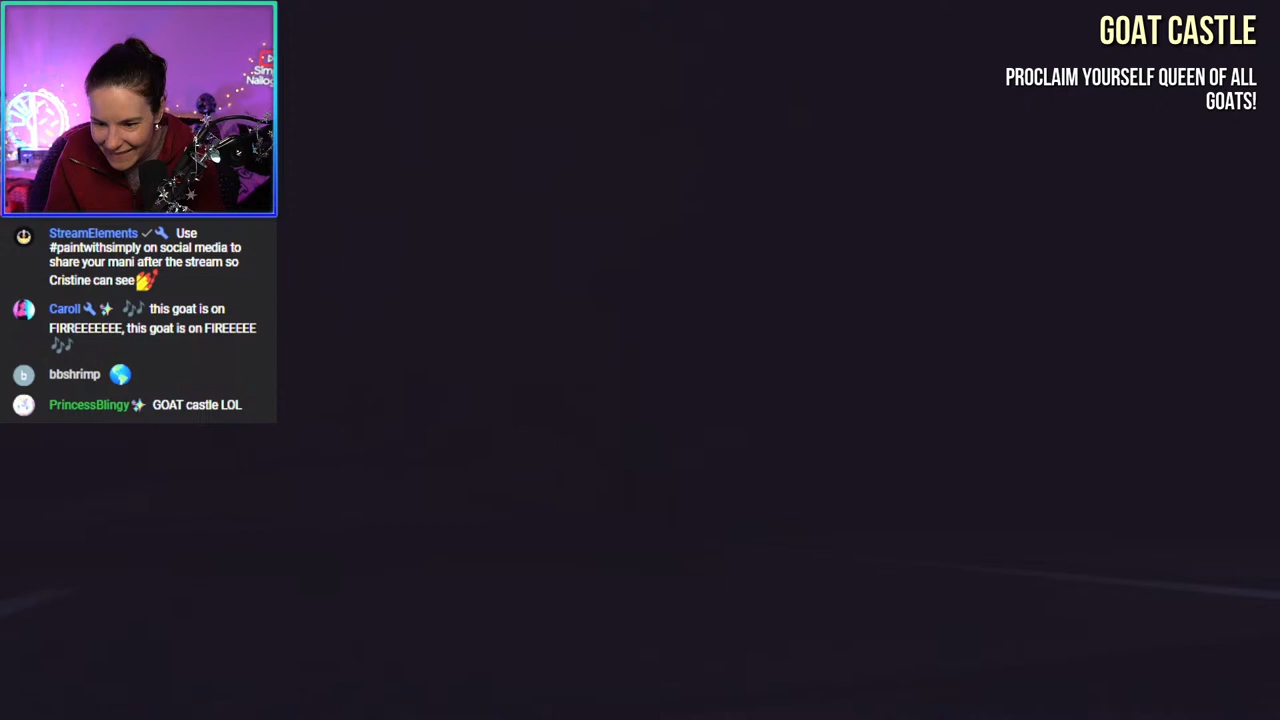 GOAT CASTLE
PROCLAIM YOURSELF QUEEN OF ALL
GOATS!
Sim
Nailog
StreamElements Use
#paintwithsimply on social media to
share your mani after the stream so
Cristine can see
Caroll this goat is on
FIRREEEEEEE, this goat is on FIREEEEE
bbshrimp
PrincessBlingy GOAT castle LOL